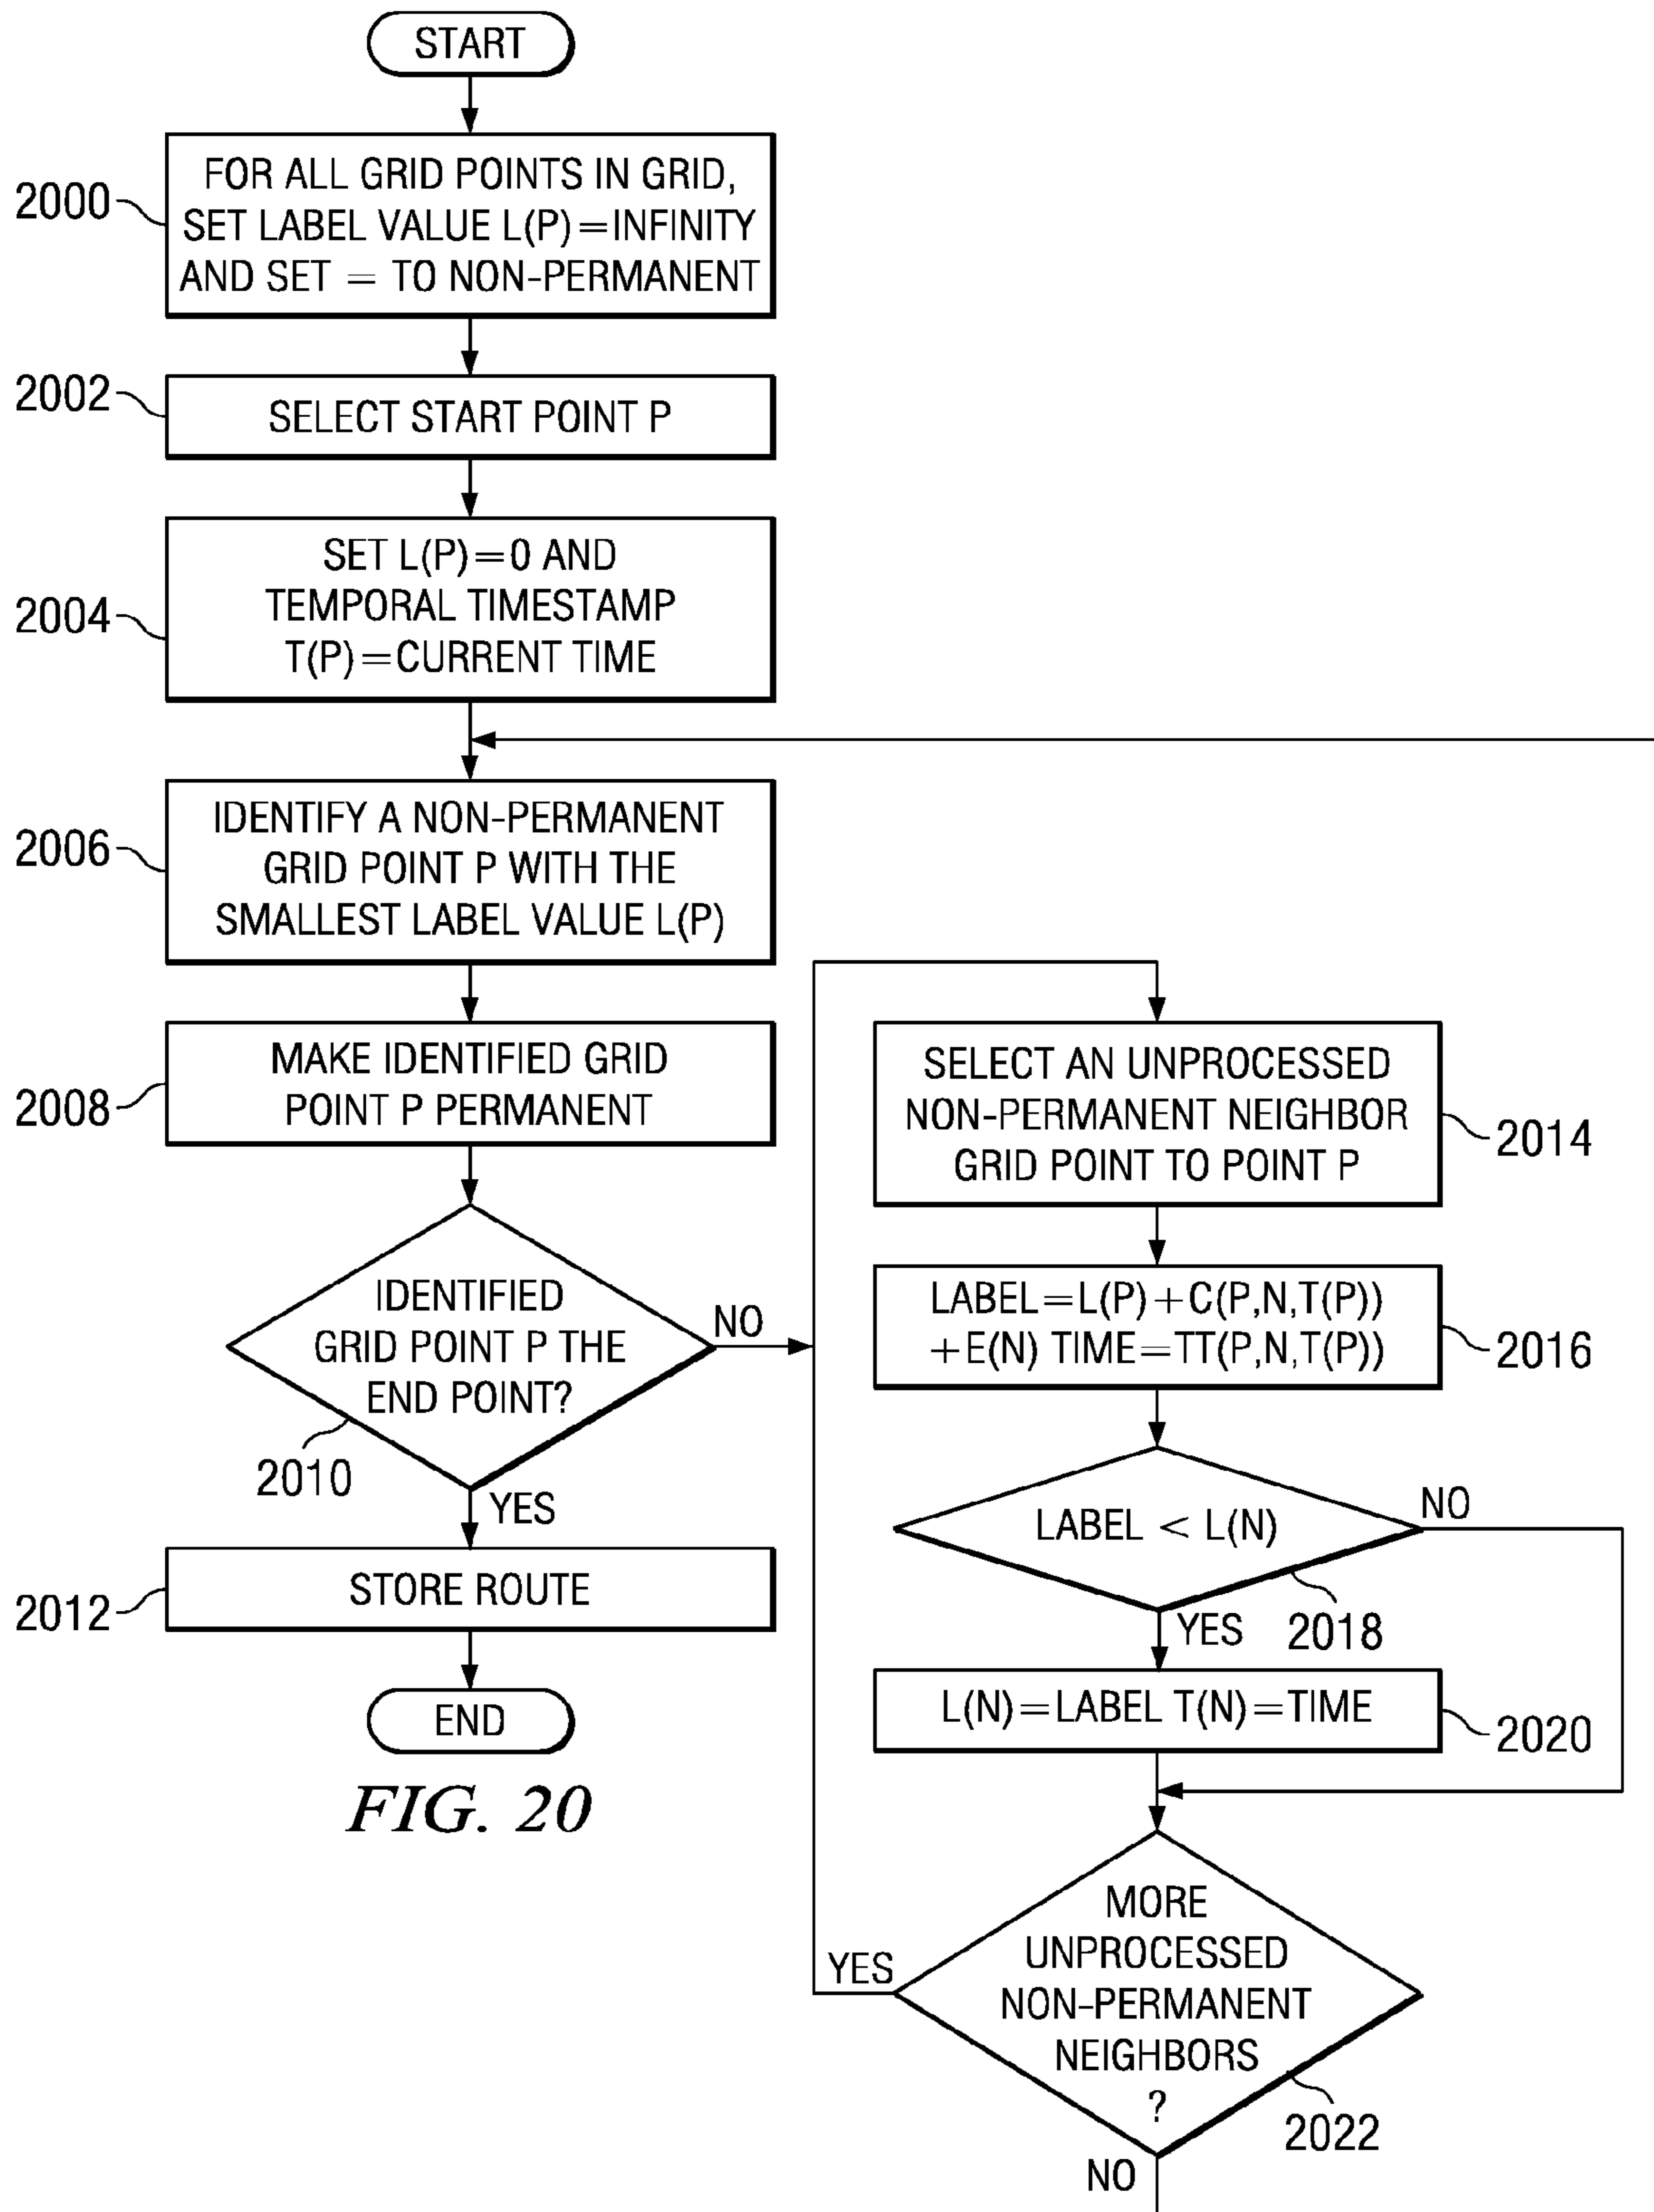 START
2000
FOR ALL GRID POINTS IN GRID,
SET LABEL VALUE L(P)=INFINITY
AND SET = TO NON-PERMANENT
2002
SELECT START POINT P
2004
SET L(P)=0 AND
TEMPORAL TIMESTAMP
T(P)=CURRENT TIME
2006
IDENTIFY A NON-PERMANENT
GRID POINT P WITH THE
SMALLEST LABEL VALUE L(P)
2008
MAKE IDENTIFIED GRID
POINT P PERMANENT
IDENTIFIED
GRID POINT P THE
END POINT?
NO
2010
YES
2012
STORE ROUTE
END
FIG. 20
SELECT AN UNPROCESSED
NON-PERMANENT NEIGHBOR
GRID POINT TO POINT P
2014
LABEL=L(P)+C(P,N,T(P))
+E(N) TIME=TT(P,N,T(P))
2016
LABEL < L(N)
NO
YES
2018
L(N)=LABEL T(N)=TIME
2020
MORE
UNPROCESSED
NON-PERMANENT
NEIGHBORS
?
YES
2022
NO